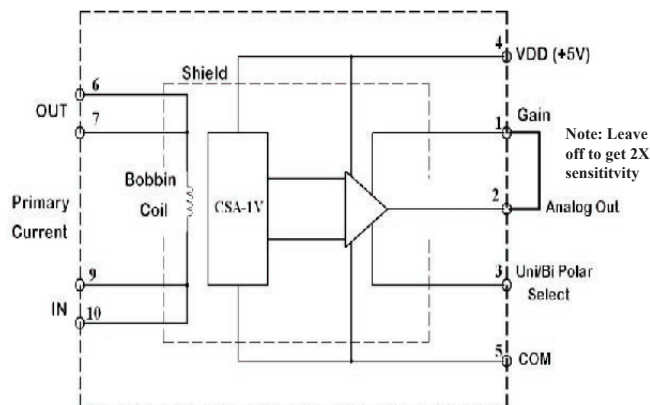 4
VDD (+5V)
Shield
6
OUT
7
1
Gain
Note: Leave
off to get 2X
sensititvity
Bobbin
Coil
CSA-1V
Primary
Current
2
Analog Out
9
3
Uni/Bi Polar
Select
IN
10
5
COM